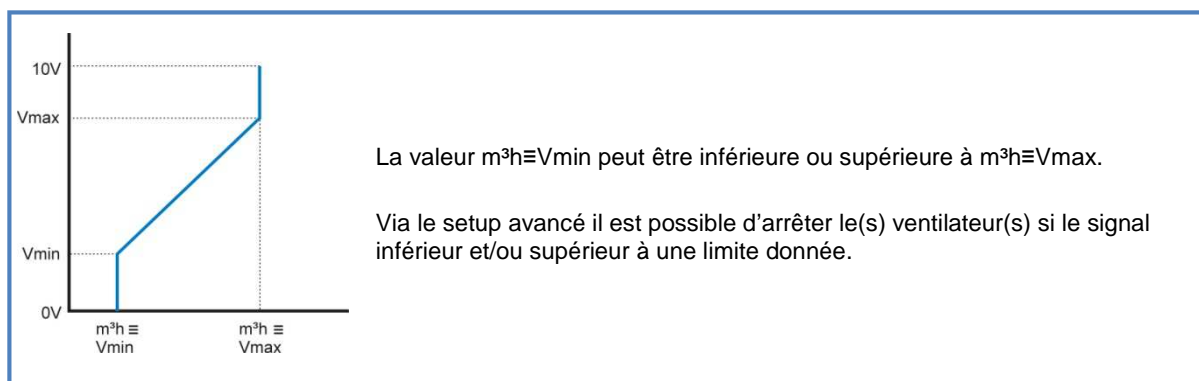 10V
Vmax
Vmin
0V
m³h ≡
Vmin
m³h ≡
Vmax
La valeur m³h≡Vmin peut être inférieure ou supérieure à m³h≡Vmax.
Via le setup avancé il est possible d'arrêter le(s) ventilateur(s) si le signal
inférieur et/ou supérieur à une limite donnée.